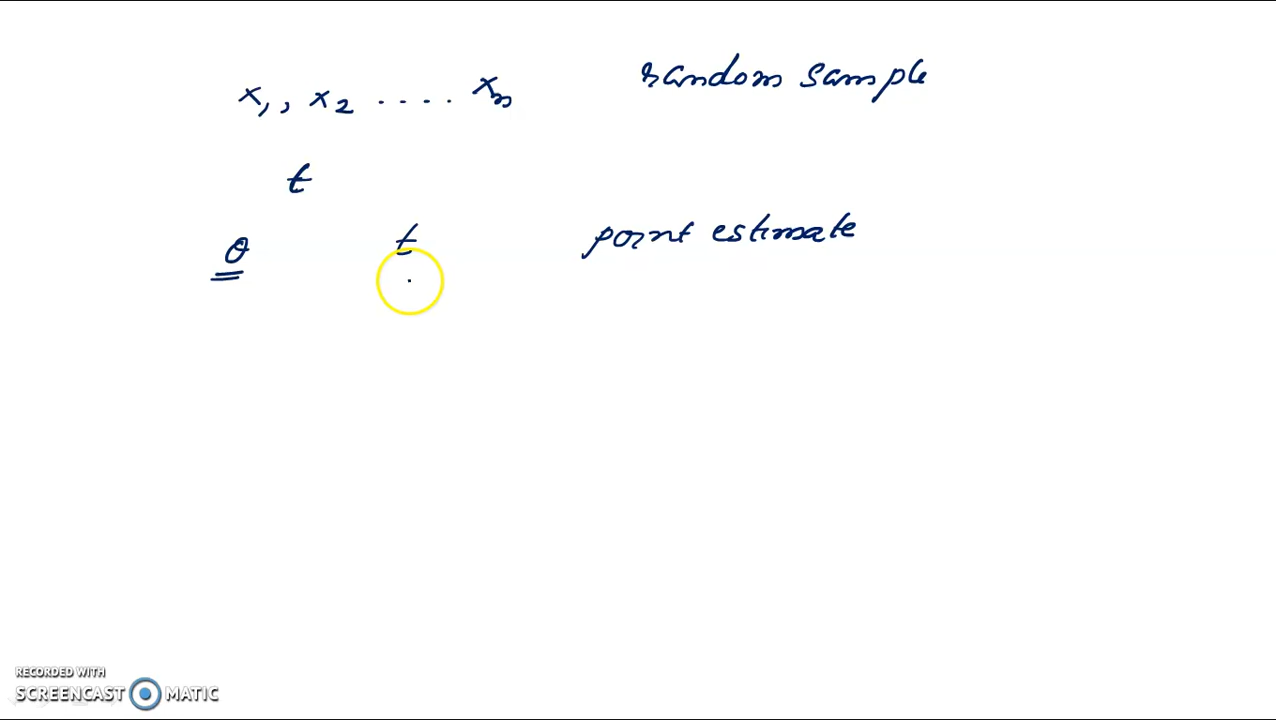 x₁, x₂ .... xₙ random sample
t
θ t point estimate
RECORDED WITH
SCREENCAST MATIC